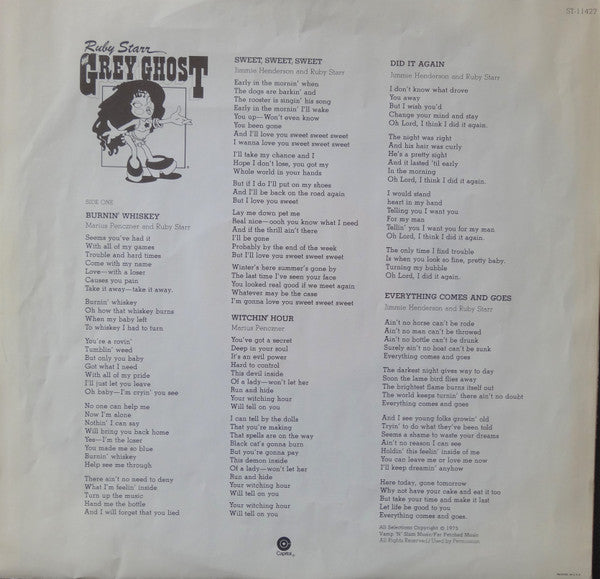 ST-11427
Ruby Starr
GREY GHOST
SIDE ONE
BURNIN' WHISKEY
Marius Penczner and Ruby Starr
Seems you've had it
With all of my games
Trouble and hard times
Come with my name
Love—with a loser
Causes you pain
Take it away—take it away.
Burnin' whiskey
Oh how that whiskey burns
When my baby left
To whiskey I had to turn
You're a rovin'
Tumblin' weed
But only you baby
Got what I need
With all of my pride
I'll just let you leave
Oh baby—I'm cryin' you see
No one can help me
Now I'm alone
Nothin' I can say
Will bring you back home
Yes—I'm the loser
You made me so blue
Burnin' whiskey
Help see me through
There ain't no need to deny
What I'm feelin' inside
Turn up the music
Hand me the bottle
And I will forget that you lied
SWEET, SWEET, SWEET
Jimmie Henderson and Ruby Starr
Early in the mornin' when
The dogs are barkin' and
The rooster is singin' his song
Early in the mornin' I'll wake
You up—Won't even know
You been gone
And I'll love you sweet sweet sweet
I wanna love you sweet sweet sweet
I'll take my chance and I
Hope I don't lose, you got my
Whole world in your hands
But if I do I'll put on my shoes
And I'll be back on the road again
But I love you sweet
Lay me down pet me
Real nice—oooh you know what I need
And if the thrill ain't there
I'll be gone
Probably by the end of the week
But I'll love you sweet sweet sweet
Winter's here summer's gone by
The last time I've seen your face
You looked real good if we meet again
Whatever may be the case
I'm gonna love you sweet sweet sweet
WITCHIN' HOUR
Marius Penczner
You've got a secret
Deep in your soul
It's an evil power
Hard to control
This devil inside
Of a lady—won't let her
Run and hide
Your witching hour
Will tell on you
I can tell by the dolls
That you're making
That spells are on the way
Black cat's gonna burn
But you're gonna pay
This demon inside
Of a lady—won't let her
Run and hide
Your witching hour
Will tell on you
Your witching hour
Will tell on you
Capitol
DID IT AGAIN
Jimmie Henderson and Ruby Starr
I don't know what drove
You away
But I wish you'd
Change your mind and stay
Oh Lord, I think I did it again.
The night was right
And his hair was curly
He's a pretty sight
And it lasted 'til early
In the morning
Oh Lord, I think I did it again.
I would stand
heart in my hand
Telling you I want you
For my man
Tellin' you I want you for my man
Oh Lord, I think I did it again.
The only time I find trouble
Is when you look so fine, pretty baby.
Turning my bubble
Oh Lord, I did it again.
EVERYTHING COMES AND GOES
Jimmie Henderson and Ruby Starr
Ain't no horse can't be rode
Ain't no man can't be throwed
Ain't no bottle can't be drunk
Surely ain't no boat can't be sunk
Everything comes and goes
The darkest night gives way to day
Soon the lame bird flies away
The brightest flame burns itself out
The world keeps turnin' there ain't no doubt
Everything comes and goes
And I see young folks growin' old
Tryin' to do what they've been told
Seems a shame to waste your dreams
Ain't no reason I can see
Holdin' this feelin' inside of me
You can leave me or love me now
I'll keep dreamin' anyhow
Here today, gone tomorrow
Why not have your cake and eat it too
But take your time and make it last
Let life be good to you
Everything comes and goes.
All Selections Copyright © 1975
Vamp 'N' Slam Music/Far Fetched Music
All Rights Reserved/Used by Permission